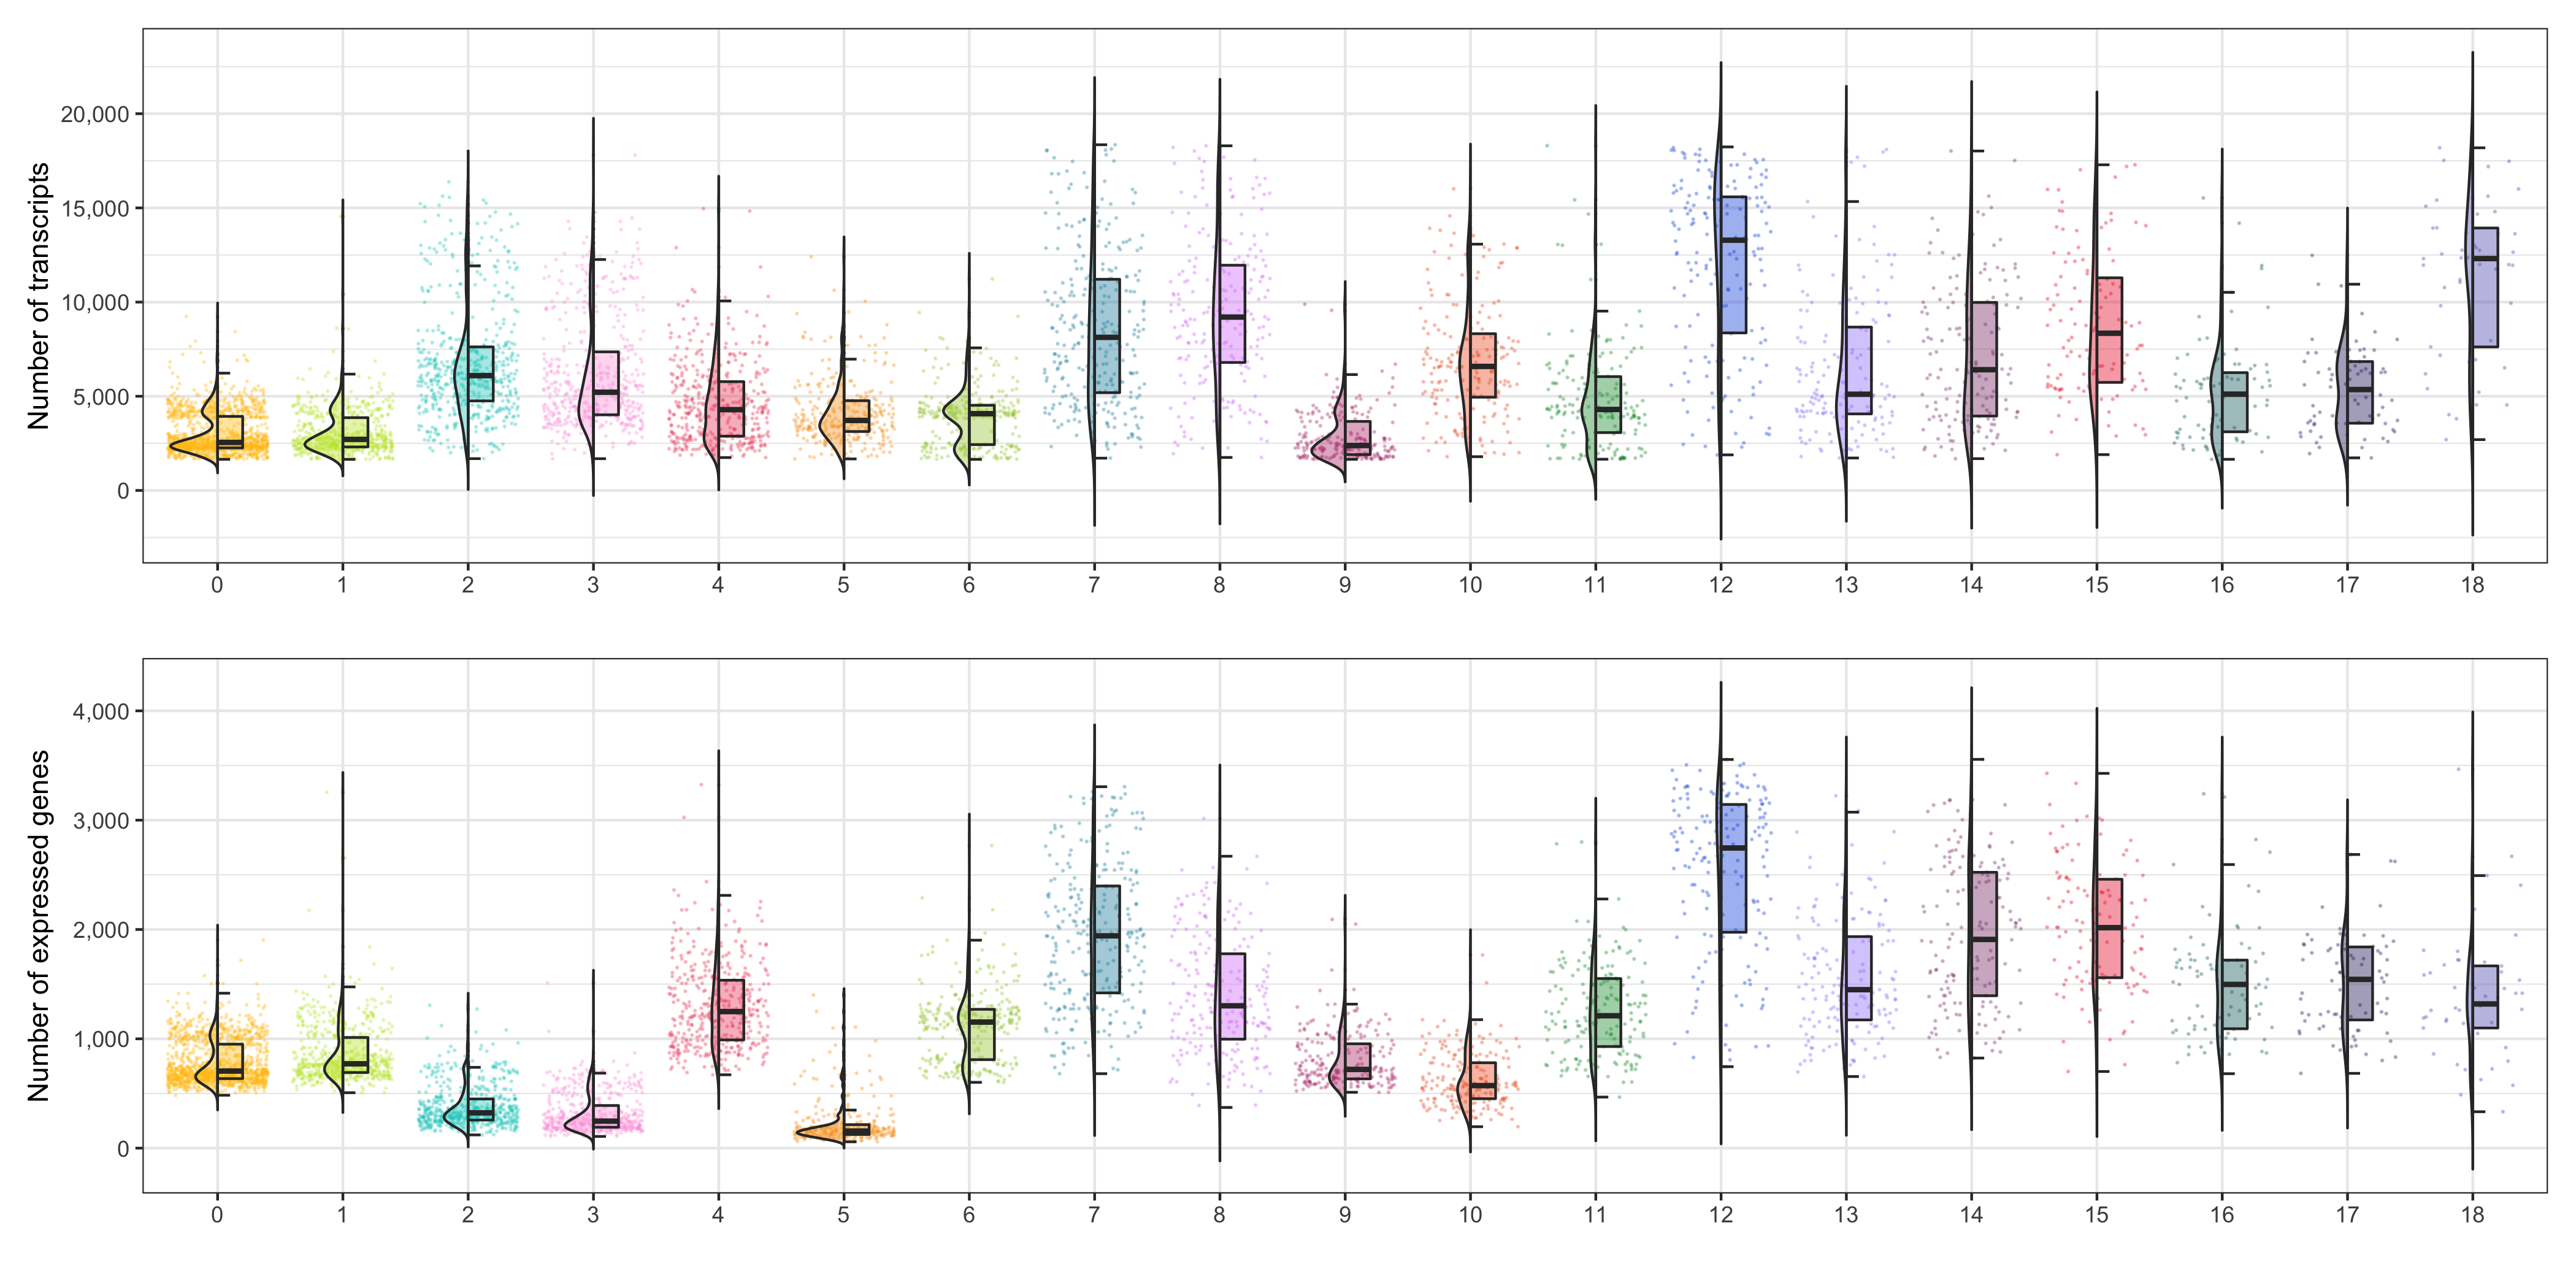 Number of transcripts
20,000
15,000
10,000
5,000
0
0 1 2 3 4 5 6 7 8 9 10 11 12 13 14 15 16 17 18
Number of expressed genes
4,000
3,000
2,000
1,000
0
0 1 2 3 4 5 6 7 8 9 10 11 12 13 14 15 16 17 18